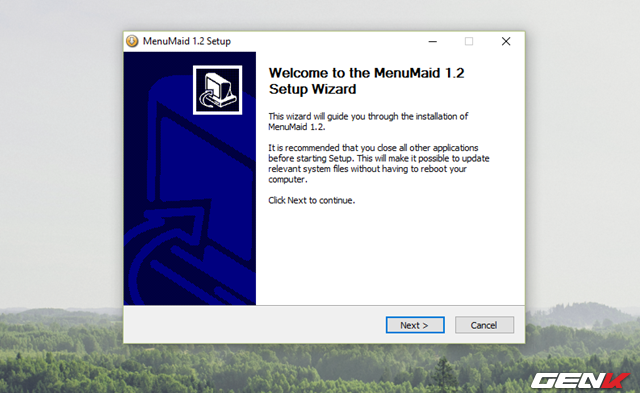 MenuMaid 1.2 Setup
Welcome to the MenuMaid 1.2
Setup Wizard
This wizard will guide you through the installation of
MenuMaid 1.2.
It is recommended that you close all other applications
before starting Setup. This will make it possible to update
relevant system files without having to reboot your
computer.
Click Next to continue.
Next >
Cancel
GENK